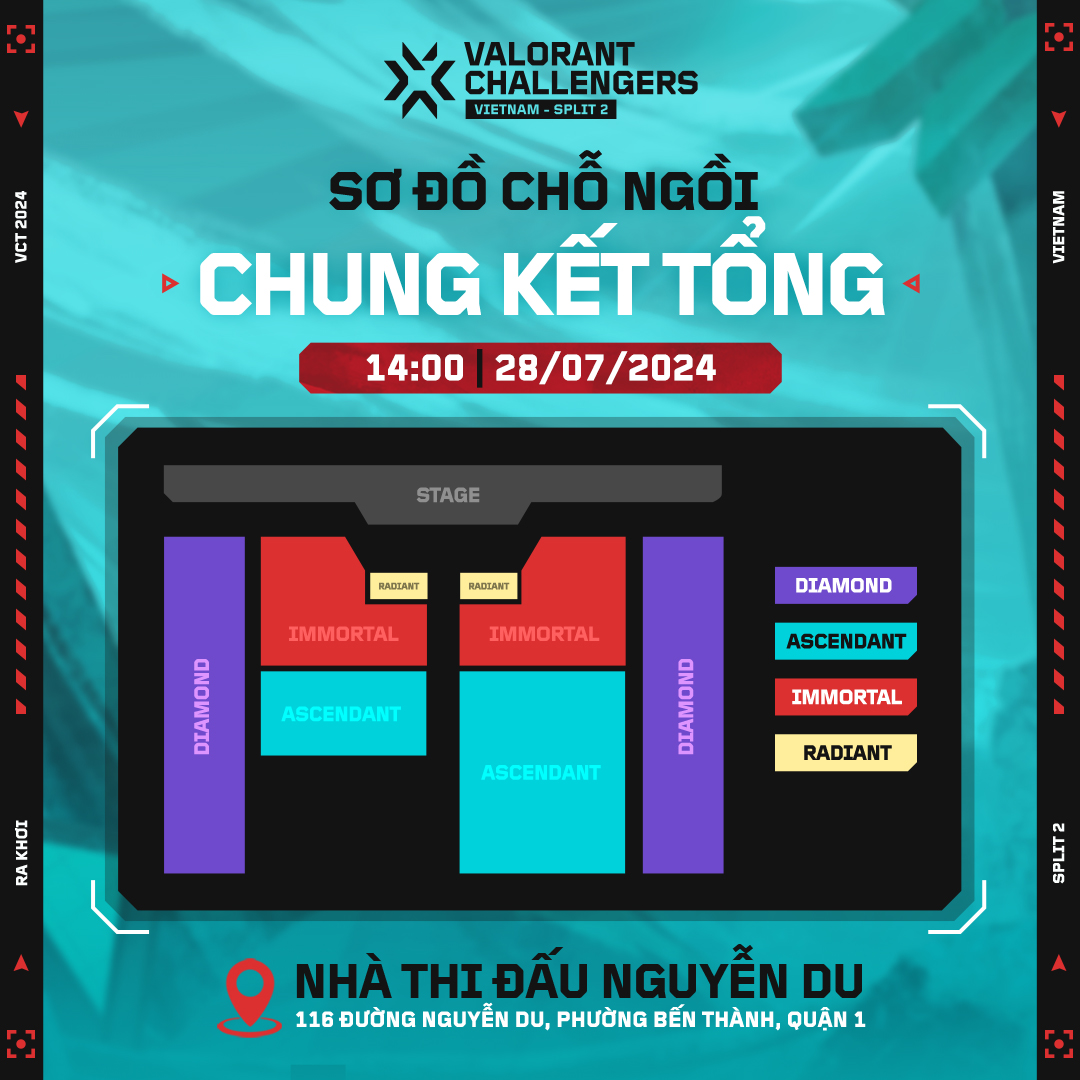 VALORANT
CHALLENGERS
VIETNAM - SPLIT 2
SƠ ĐỒ CHỖ NGỒI
CHUNG KẾT TỔNG
14:00 | 28/07/2024
STAGE
RADIANT
RADIANT
IMMORTAL
IMMORTAL
DIAMOND
ASCENDANT
ASCENDANT
DIAMOND
DIAMOND
ASCENDANT
IMMORTAL
RADIANT
NHÀ THI ĐẤU NGUYỄN DU
116 ĐƯỜNG NGUYỄN DU, PHƯỜNG BẾN THÀNH, QUẬN 1
VCT 2024
RA KHƠI
VIETNAM
SPLIT 2